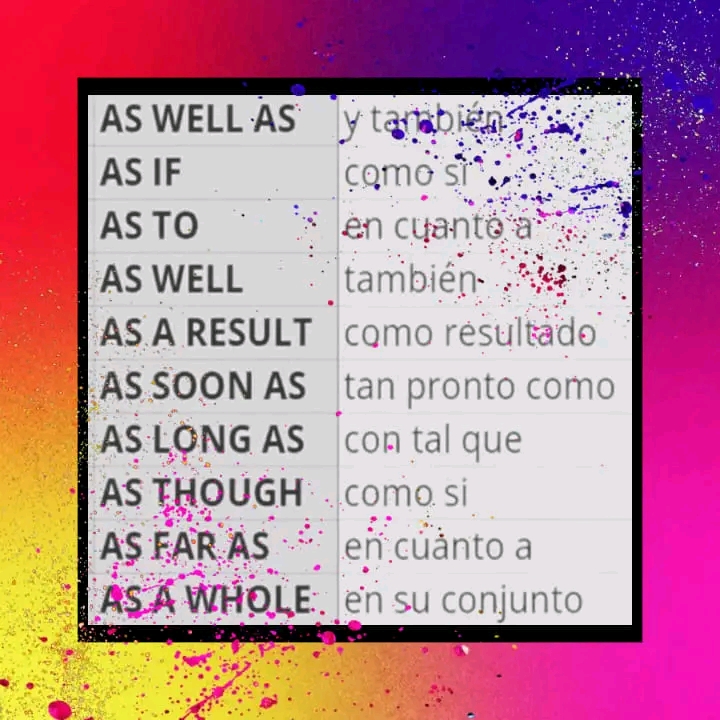 AS WELL AS y también
AS IF como si
AS TO en cuanto a
AS WELL también
AS A RESULT como resultado
AS SOON AS tan pronto como
AS LONG AS con tal que
AS THOUGH como si
AS FAR AS en cuanto a
AS A WHOLE en su conjunto